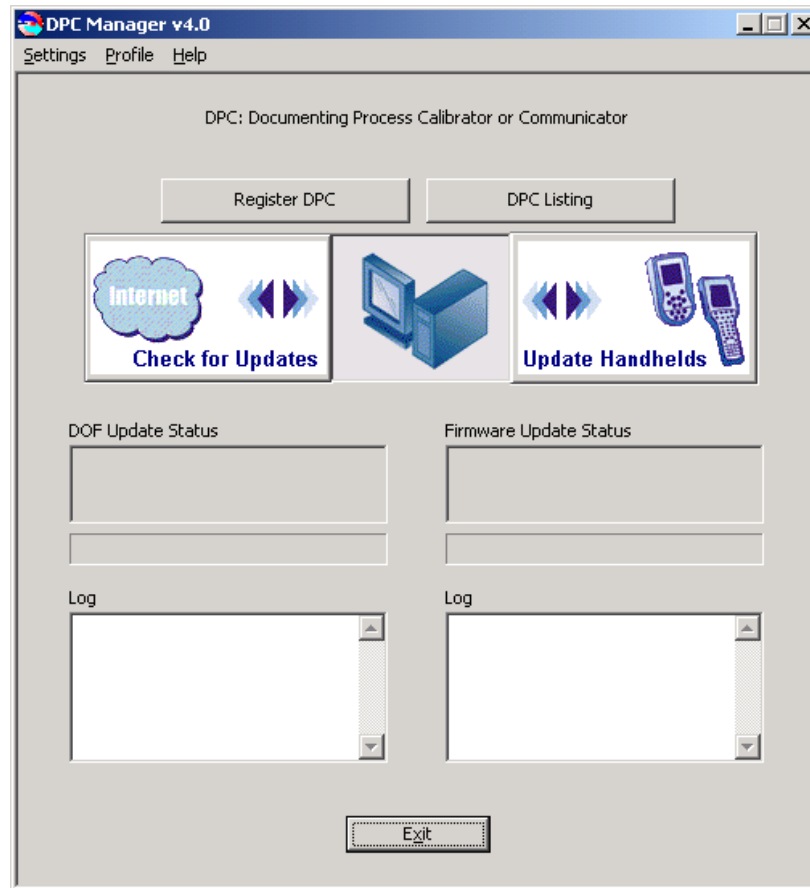 DPC Manager v4.0
Settings Profile Help
DPC: Documenting Process Calibrator or Communicator
Register DPC
DPC Listing
Internet
Check for Updates
Update Handhelds
DOF Update Status
Firmware Update Status
Log
Log
Exit